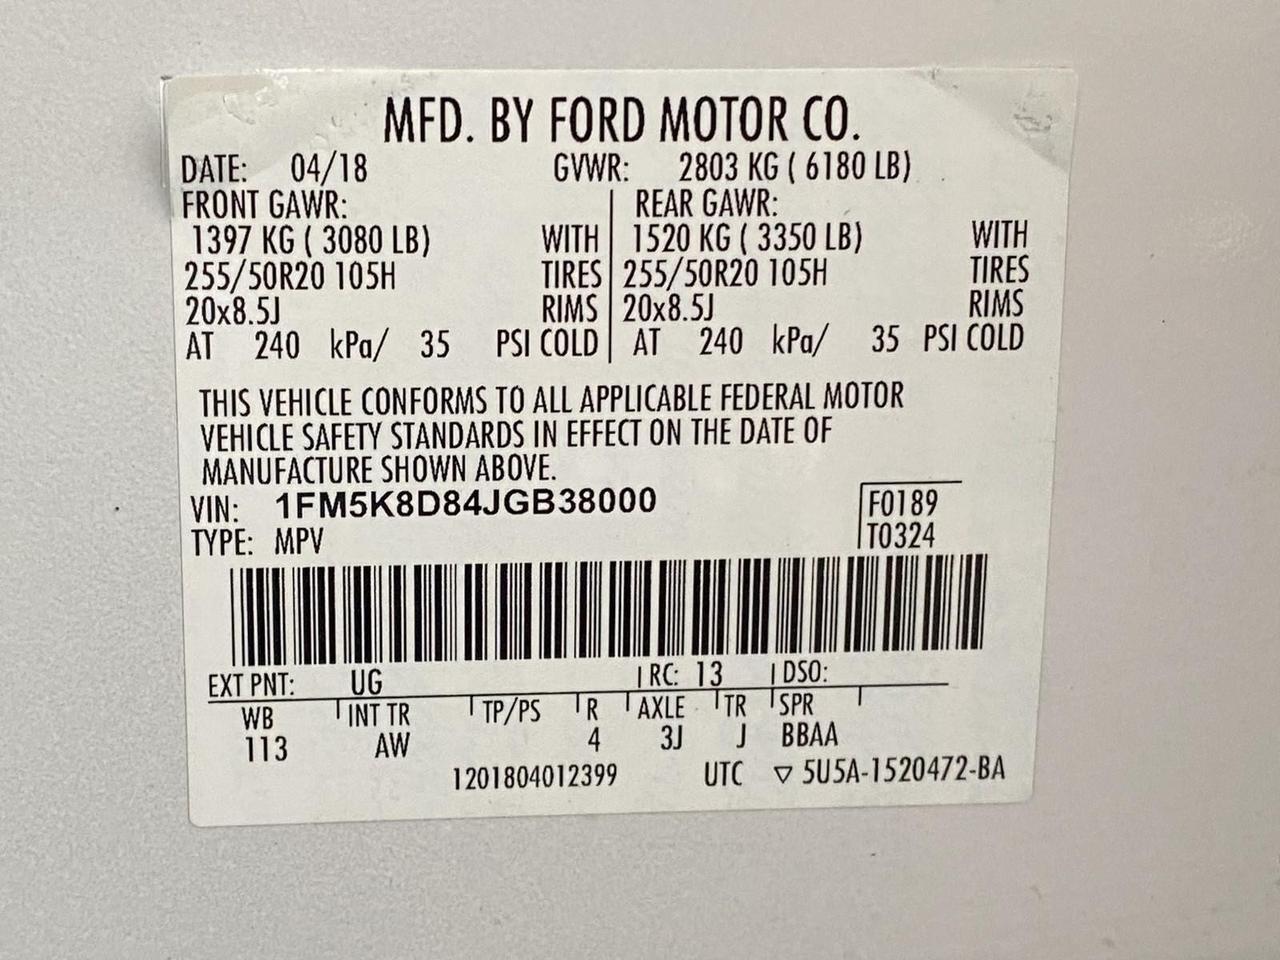 MFD. BY FORD MOTOR CO.
DATE: 04/18 GVWR: 2803 KG ( 6180 LB)
FRONT GAWR: REAR GAWR:
1397 KG ( 3080 LB) WITH 1520 KG ( 3350 LB) WITH
255/50R20 105H TIRES 255/50R20 105H TIRES
20x8.5J RIMS 20x8.5J RIMS
AT 240 kPa/ 35 PSI COLD AT 240 kPa/ 35 PSI COLD
THIS VEHICLE CONFORMS TO ALL APPLICABLE FEDERAL MOTOR
VEHICLE SAFETY STANDARDS IN EFFECT ON THE DATE OF
MANUFACTURE SHOWN ABOVE.
VIN: 1FM5K8D84JGB38000 F0189
TYPE: MPV T0324
EXT PNT: UG RC: 13 DSO:
WB INT TR TP/PS R AXLE TR SPR
113 AW 4 3J J BBAA
1201804012399 UTC ▽ 5U5A-1520472-BA